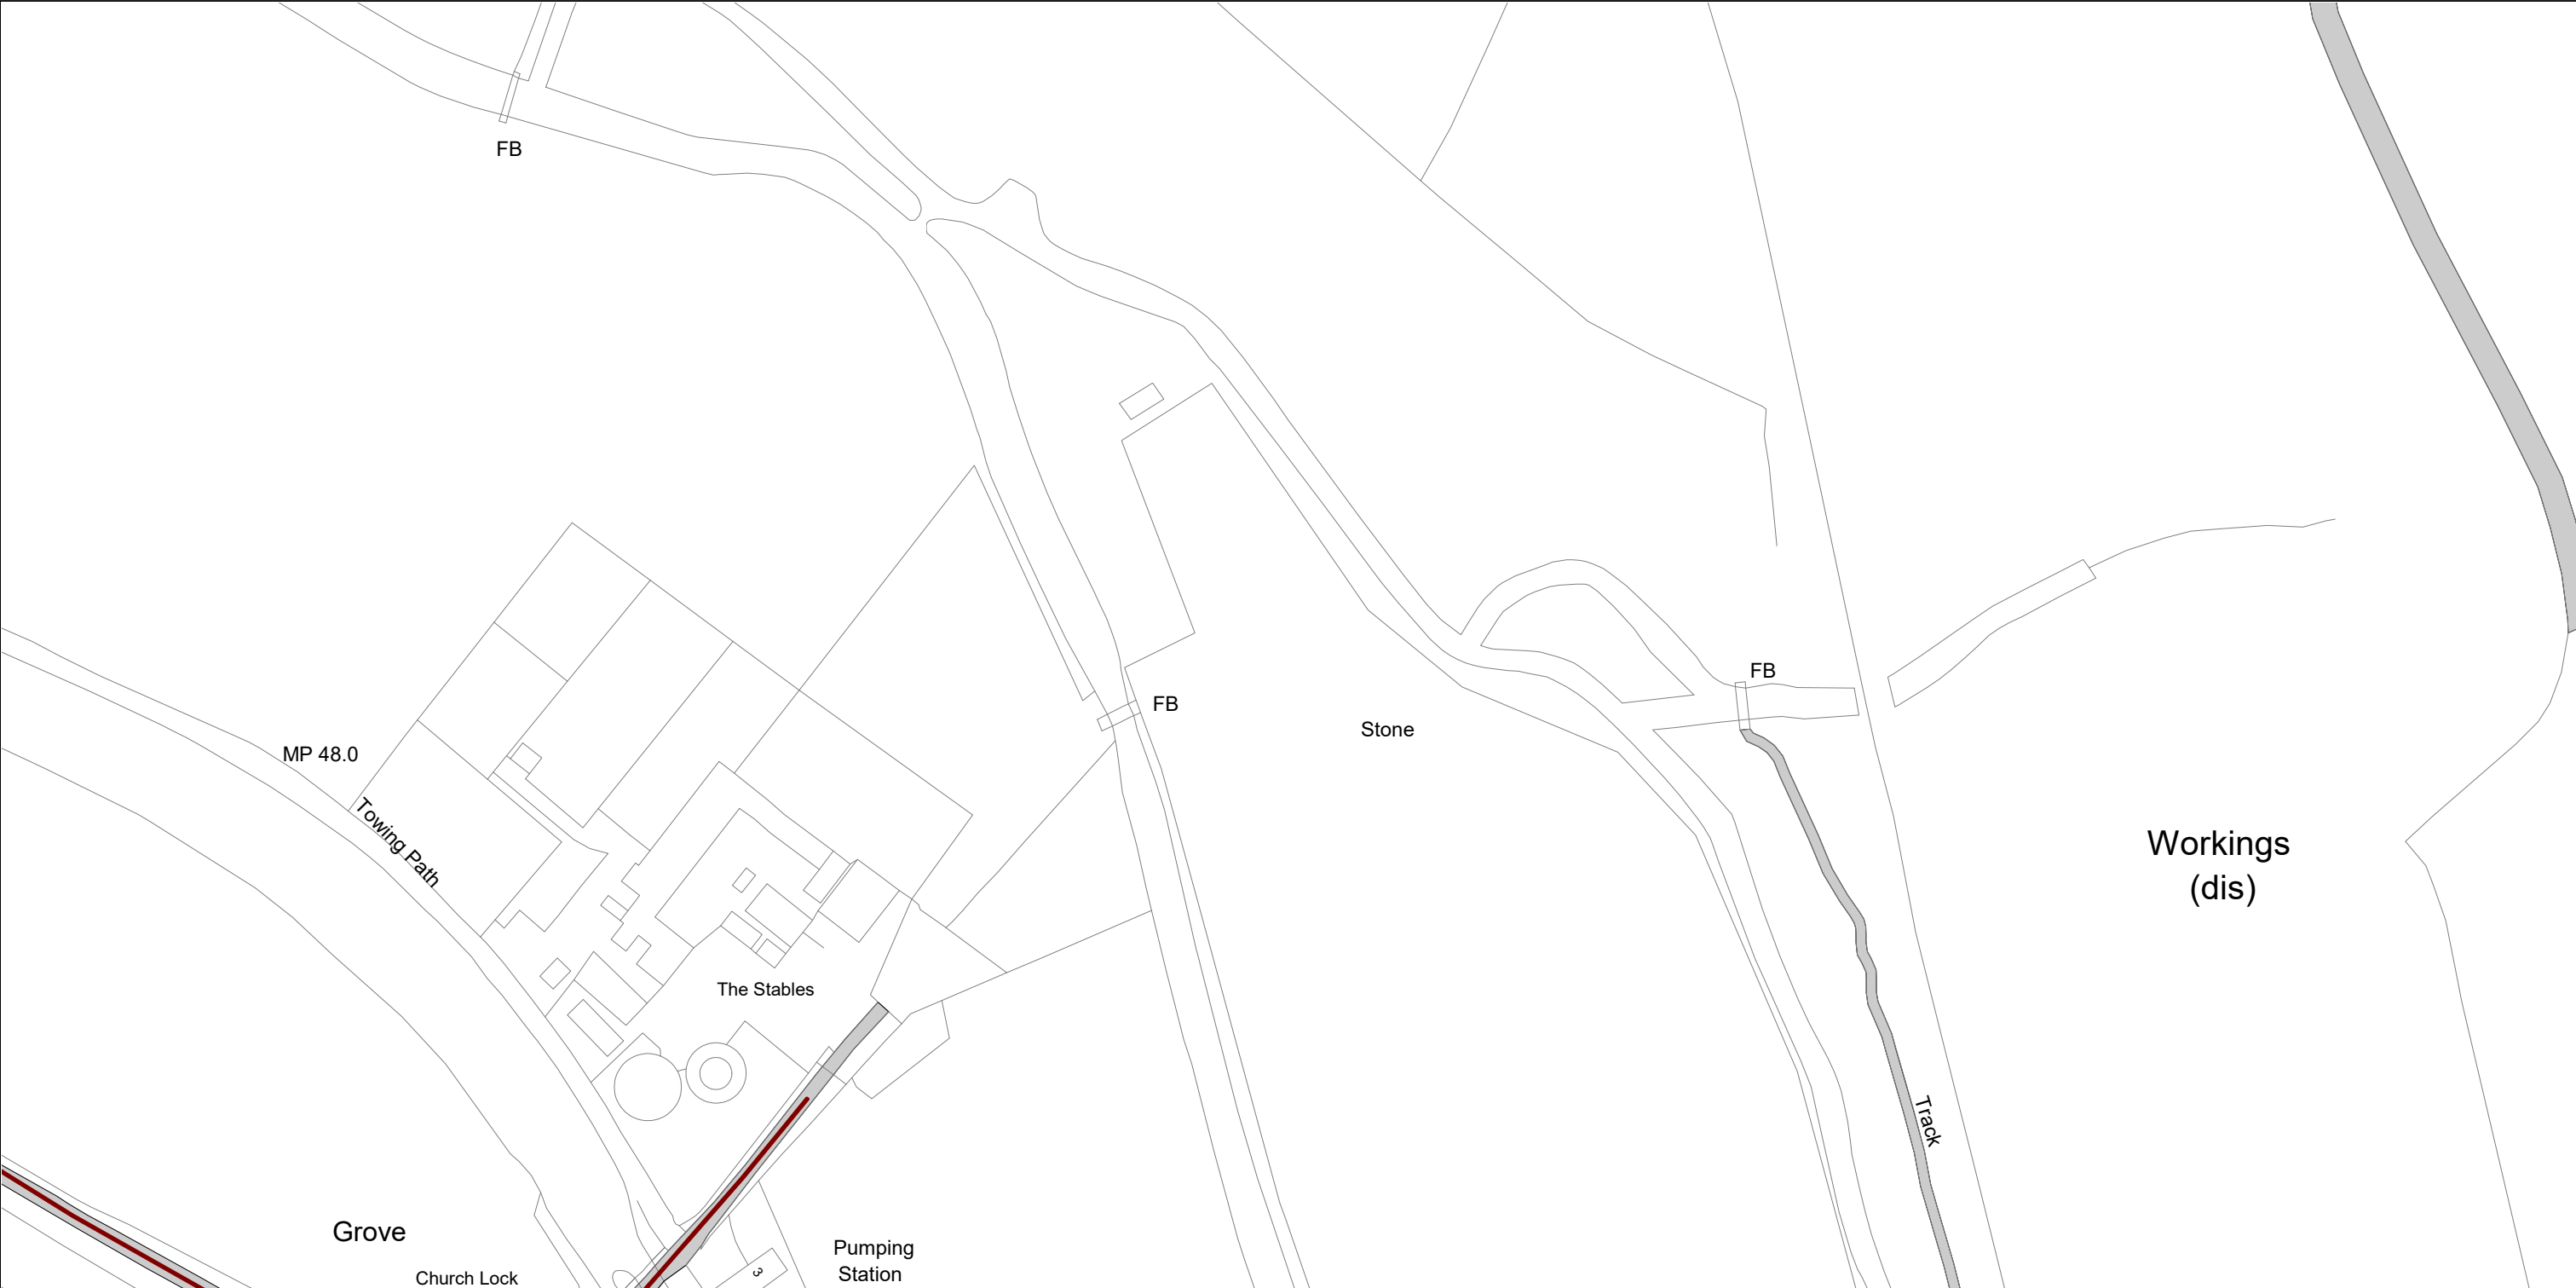 FB
FB
FB
Stone
MP 48.0
Towing Path
Workings
(dis)
The Stables
Track
Grove
Pumping
Station
Church Lock
3